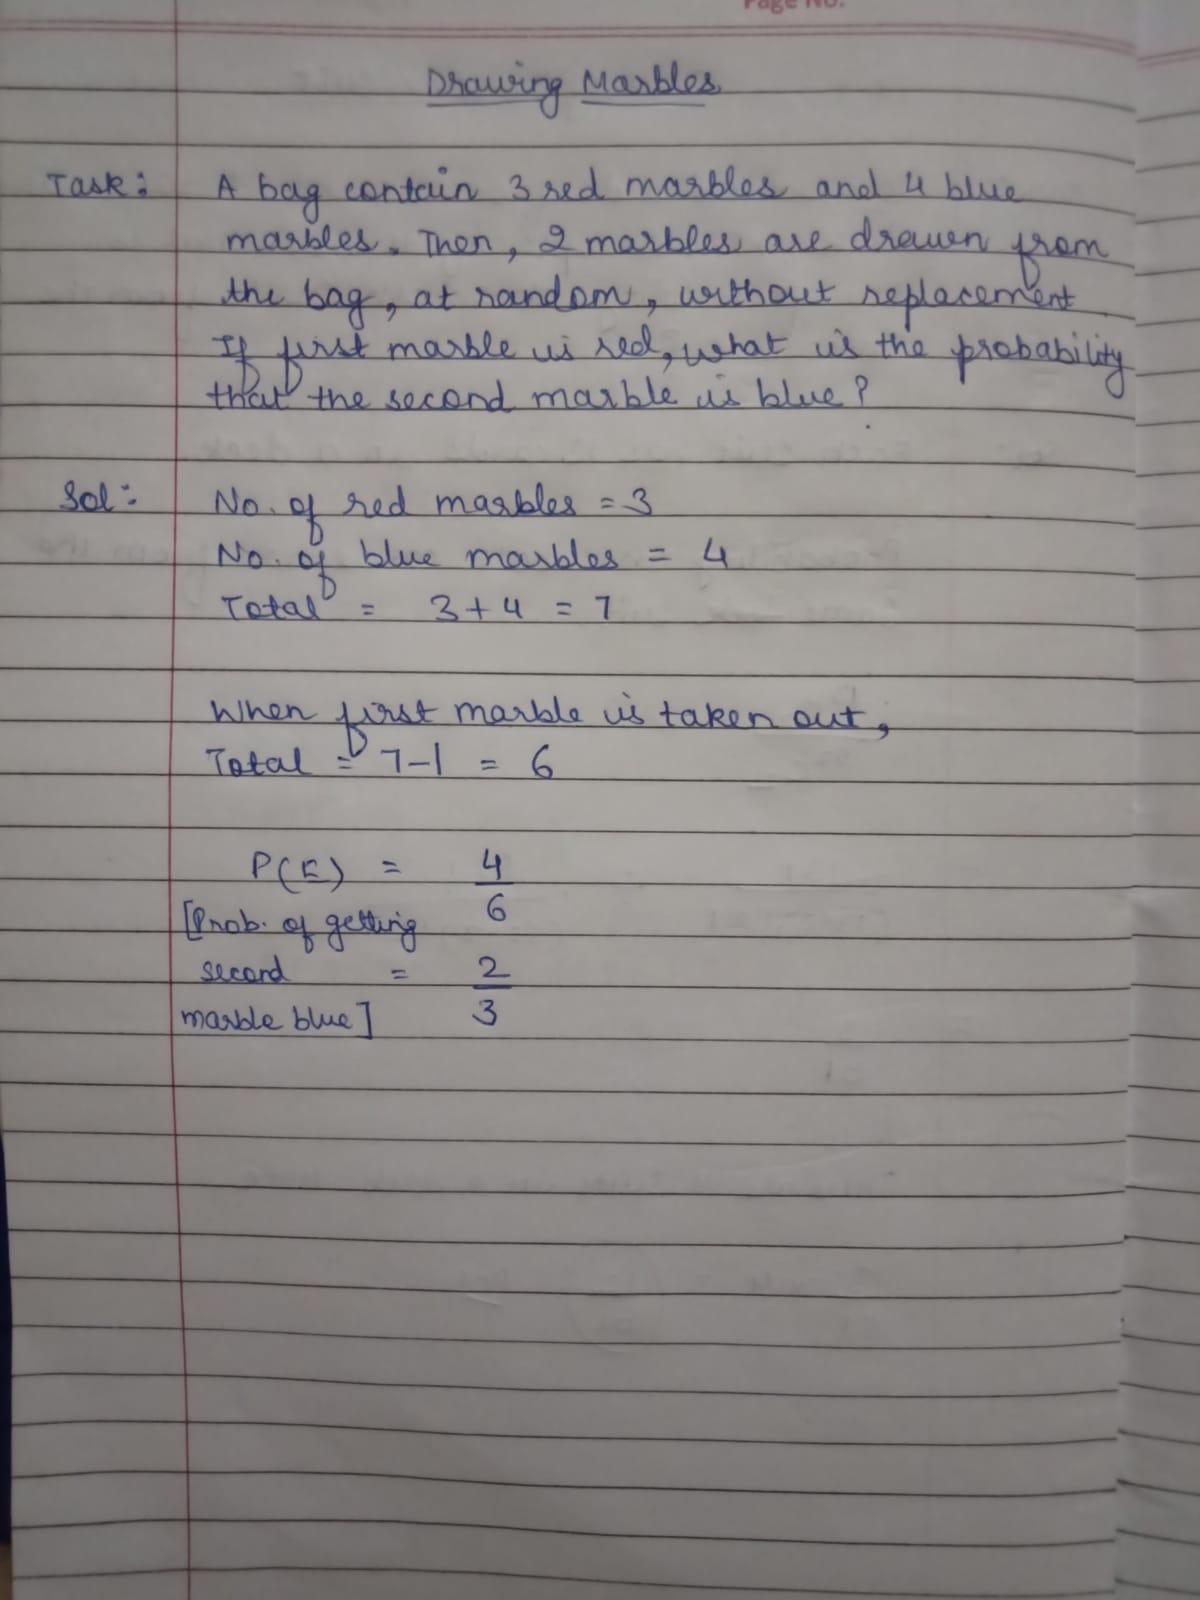 Page No.
Drawing Marbles
Task: A bag contain 3 red marbles and 4 blue
marbles. Then, 2 marbles are drawn from
the bag, at random, without replacement
If first marble is red, what is the probability
that the second marble is blue?
Sol: No. of red marbles = 3
No. of blue marbles = 4
Total = 3 + 4 = 7
When first marble is taken out,
Total = 7-1 = 6
P(E) = 4/6
[Prob. of getting
second = 2/3
marble blue]